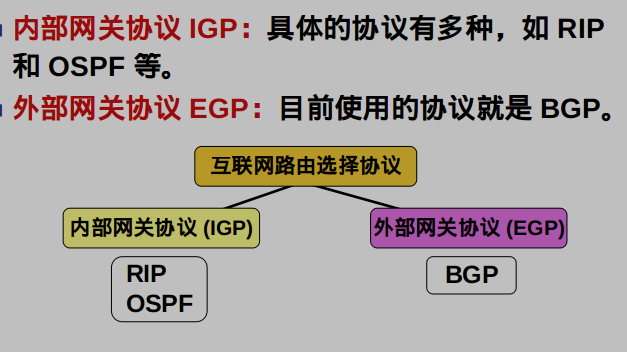 内部网关协议 IGP：具体的协议有多种，如 RIP
和 OSPF 等。
外部网关协议 EGP：目前使用的协议就是 BGP。
互联网路由选择协议
内部网关协议 (IGP)
外部网关协议 (EGP)
RIP
OSPF
BGP